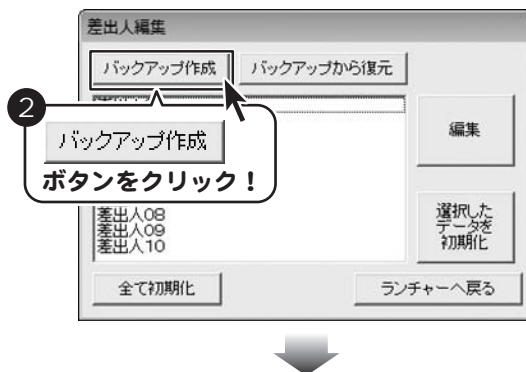 差出人編集
バックアップ作成 バックアップから復元
2
バックアップ作成
ボタンをクリック！
編集
差出人08
差出人09
差出人10
選択した
データを
初期化
全て初期化 ランチャーへ戻る